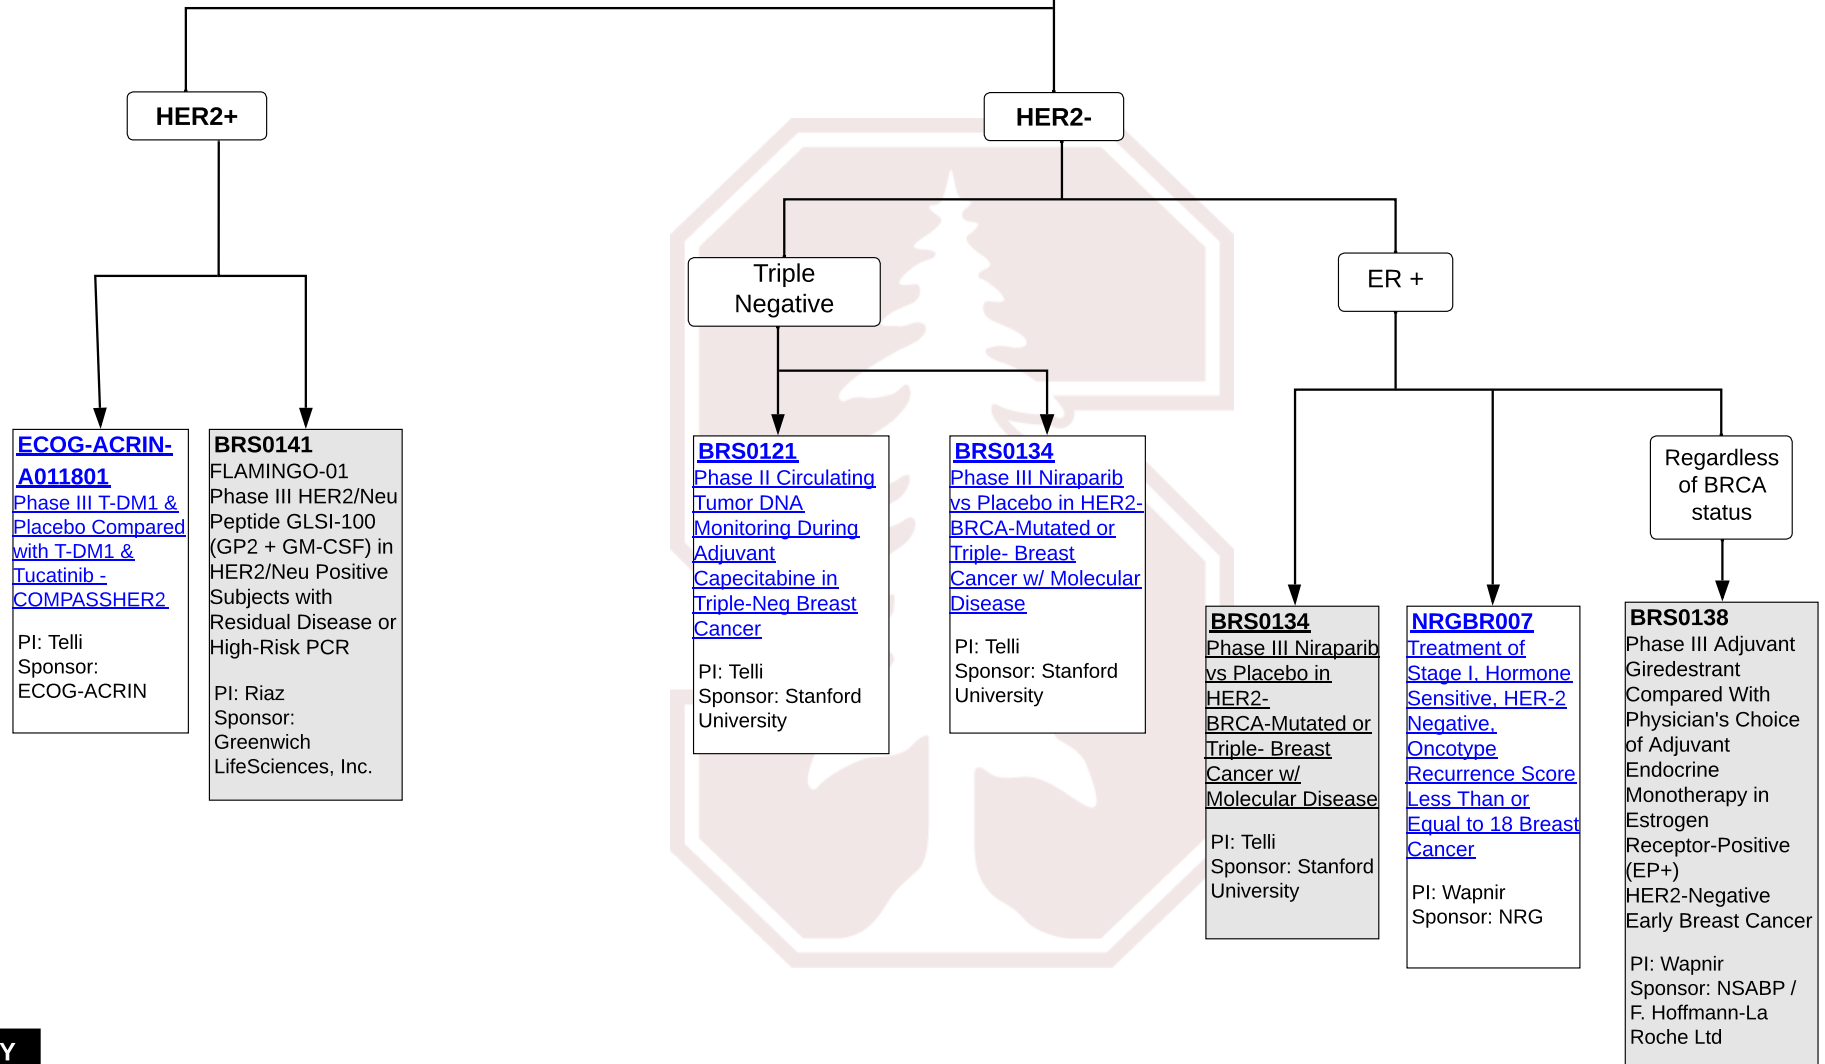 HER2+
HER2-
Triple
Negative
ER +
ECOG-ACRIN-
A011801
Phase III T-DM1 &
Placebo Compared
with T-DM1 &
Tucatinib -
COMPASSHER2
PI: Telli
Sponsor:
ECOG-ACRIN
BRS0141
FLAMINGO-01
Phase III HER2/Neu
Peptide GLSI-100
(GP2 + GM-CSF) in
HER2/Neu Positive
Subjects with
Residual Disease or
High-Risk PCR
PI: Riaz
Sponsor:
Greenwich
LifeSciences, Inc.
BRS0121
Phase II Circulating
Tumor DNA
Monitoring During
Adjuvant
Capecitabine in
Triple-Neg Breast
Cancer
PI: Telli
Sponsor: Stanford
University
BRS0134
Phase III Niraparib
vs Placebo in HER2-
BRCA-Mutated or
Triple- Breast
Cancer w/ Molecular
Disease
PI: Telli
Sponsor: Stanford
University
BRS0134
Phase III Niraparib
vs Placebo in
HER2-
BRCA-Mutated or
Triple- Breast
Cancer w/
Molecular Disease
PI: Telli
Sponsor: Stanford
University
NRGBR007
Treatment of
Stage I, Hormone
Sensitive, HER-2
Negative,
Oncotype
Recurrence Score
Less Than or
Equal to 18 Breast
Cancer
PI: Wapnir
Sponsor: NRG
Regardless
of BRCA
status
BRS0138
Phase III Adjuvant
Giredestrant
Compared With
Physician's Choice
of Adjuvant
Endocrine
Monotherapy in
Estrogen
Receptor-Positive
(EP+)
HER2-Negative
Early Breast Cancer
PI: Wapnir
Sponsor: NSABP /
F. Hoffmann-La
Roche Ltd
Y